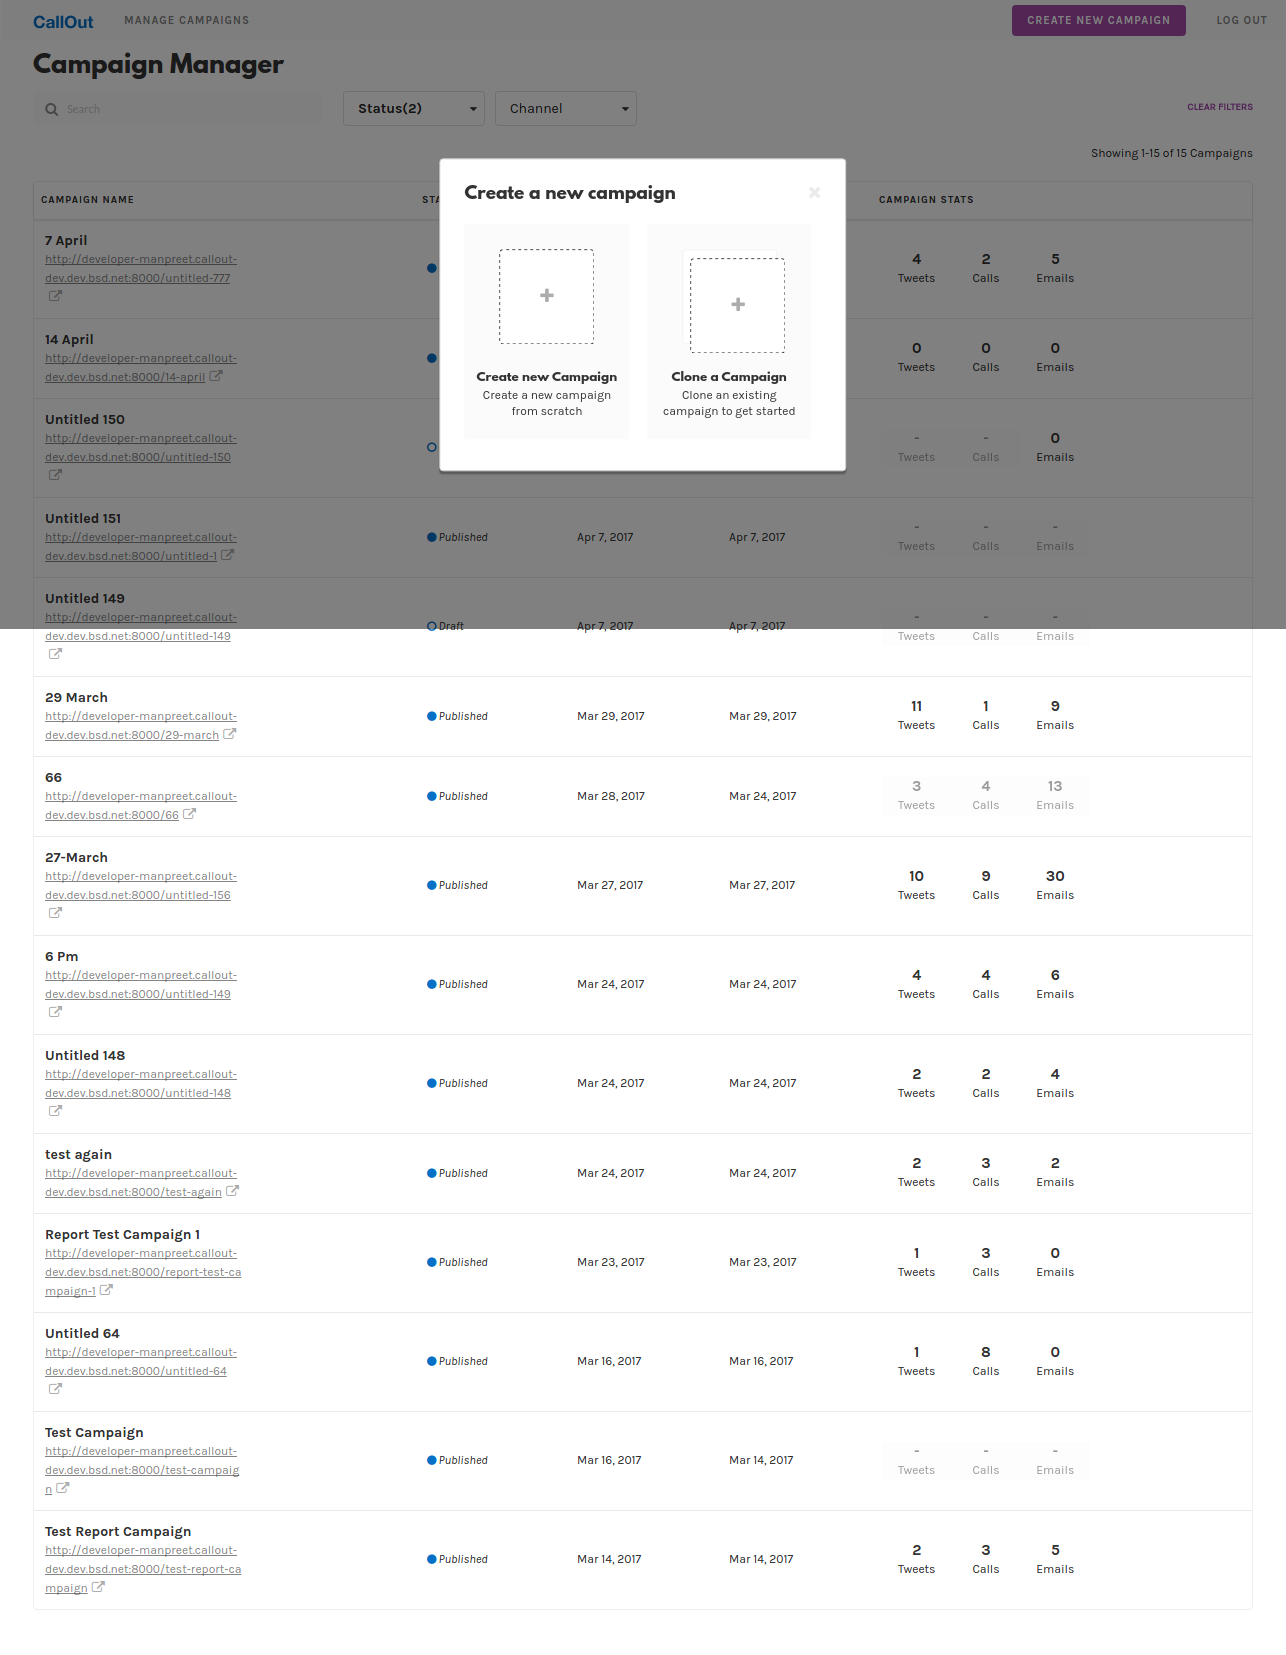 CallOut MANAGE CAMPAIGNS CREATE NEW CAMPAIGN LOG OUT
Campaign Manager
Search Status(2) Channel CLEAR FILTERS
Showing 1-15 of 15 Campaigns
Create a new campaign ×
+ +
Create new Campaign Clone a Campaign
Create a new campaign Clone an existing
from scratch campaign to get started
CAMPAIGN NAME STA CAMPAIGN STATS
7 April
http://developer-manpreet.callout-
dev.dev.bsd.net:8000/untitled-777
4 2 5
Tweets Calls Emails
14 April
http://developer-manpreet.callout-
dev.dev.bsd.net:8000/14-april
0 0 0
Tweets Calls Emails
Untitled 150
http://developer-manpreet.callout-
dev.dev.bsd.net:8000/untitled-150
- - 0
Tweets Calls Emails
Untitled 151
http://developer-manpreet.callout-
dev.dev.bsd.net:8000/untitled-1
Published Apr 7, 2017 Apr 7, 2017
- - -
Tweets Calls Emails
Untitled 149
http://developer-manpreet.callout-
dev.dev.bsd.net:8000/untitled-149
Draft Apr 7, 2017 Apr 7, 2017
- - -
Tweets Calls Emails
29 March
http://developer-manpreet.callout-
dev.dev.bsd.net:8000/29-march
Published Mar 29, 2017 Mar 29, 2017
11 1 9
Tweets Calls Emails
66
http://developer-manpreet.callout-
dev.dev.bsd.net:8000/66
Published Mar 28, 2017 Mar 24, 2017
3 4 13
Tweets Calls Emails
27-March
http://developer-manpreet.callout-
dev.dev.bsd.net:8000/untitled-156
Published Mar 27, 2017 Mar 27, 2017
10 9 30
Tweets Calls Emails
6 Pm
http://developer-manpreet.callout-
dev.dev.bsd.net:8000/untitled-149
Published Mar 24, 2017 Mar 24, 2017
4 4 6
Tweets Calls Emails
Untitled 148
http://developer-manpreet.callout-
dev.dev.bsd.net:8000/untitled-148
Published Mar 24, 2017 Mar 24, 2017
2 2 4
Tweets Calls Emails
test again
http://developer-manpreet.callout-
dev.dev.bsd.net:8000/test-again
Published Mar 24, 2017 Mar 24, 2017
2 3 2
Tweets Calls Emails
Report Test Campaign 1
http://developer-manpreet.callout-
dev.dev.bsd.net:8000/report-test-ca
mpaign-1
Published Mar 23, 2017 Mar 23, 2017
1 3 0
Tweets Calls Emails
Untitled 64
http://developer-manpreet.callout-
dev.dev.bsd.net:8000/untitled-64
Published Mar 16, 2017 Mar 16, 2017
1 8 0
Tweets Calls Emails
Test Campaign
http://developer-manpreet.callout-
dev.dev.bsd.net:8000/test-campaig
n
Published Mar 16, 2017 Mar 14, 2017
- - -
Tweets Calls Emails
Test Report Campaign
http://developer-manpreet.callout-
dev.dev.bsd.net:8000/test-report-ca
mpaign
Published Mar 14, 2017 Mar 14, 2017
2 3 5
Tweets Calls Emails